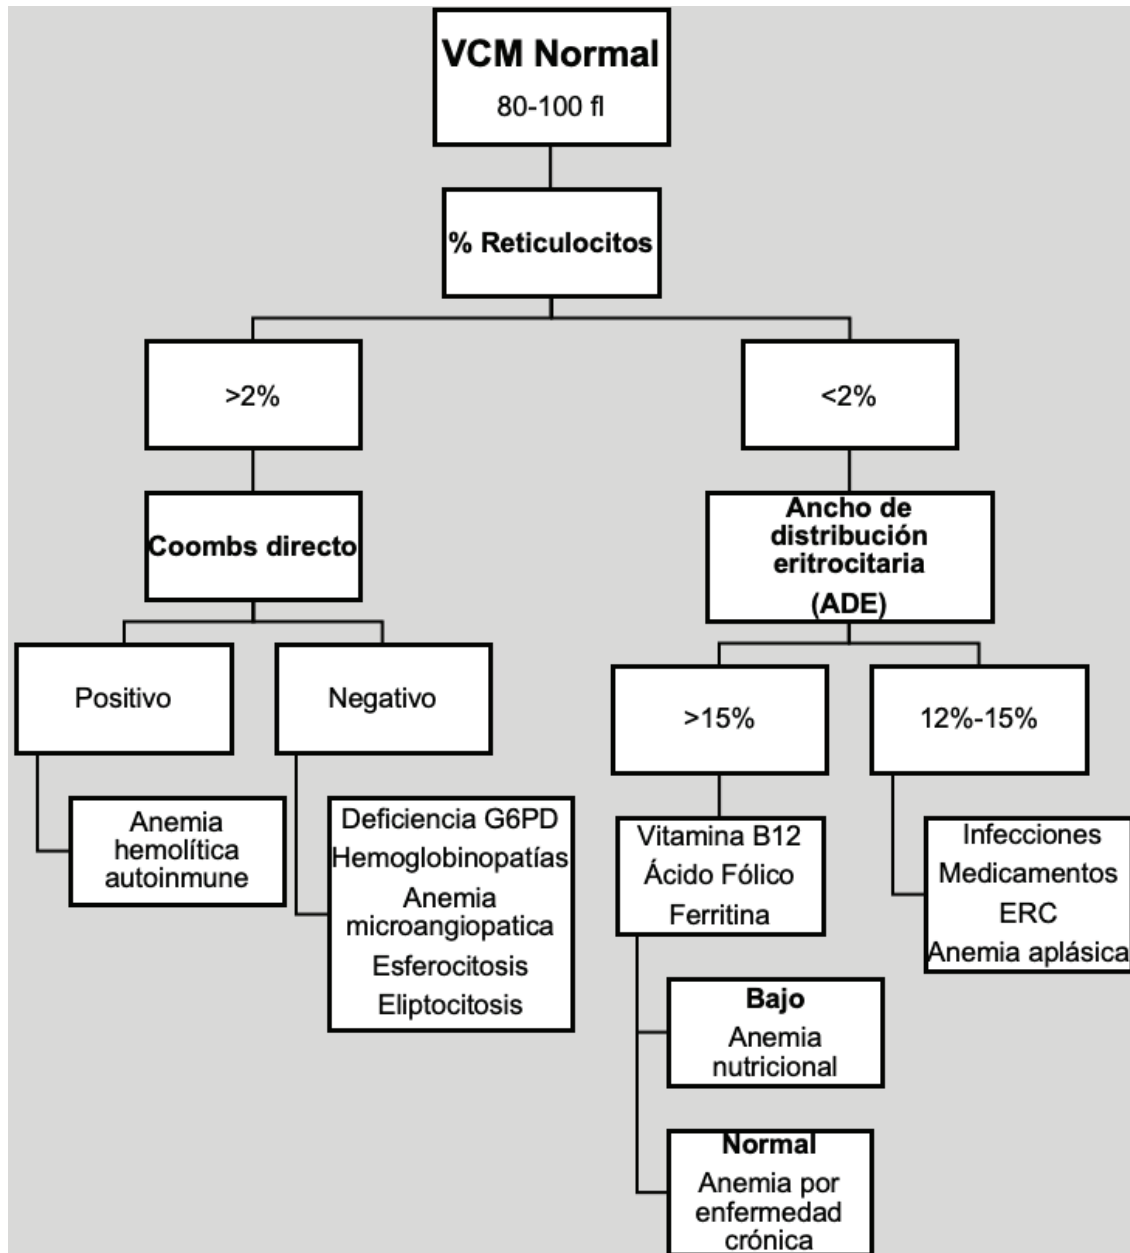 VCM Normal
80-100 fl
% Reticulocitos
>2%
<2%
Coombs directo
Ancho de
distribución
eritrocitaria
(ADE)
Positivo
Negativo
>15%
12%-15%
Anemia
hemolítica
autoinmune
Deficiencia G6PD
Hemoglobinopatías
Anemia
microangiopatica
Esferocitosis
Eliptocitosis
Vitamina B12
Ácido Fólico
Ferritina
Infecciones
Medicamentos
ERC
Anemia aplásica
Bajo
Anemia
nutricional
Normal
Anemia por
enfermedad
crónica